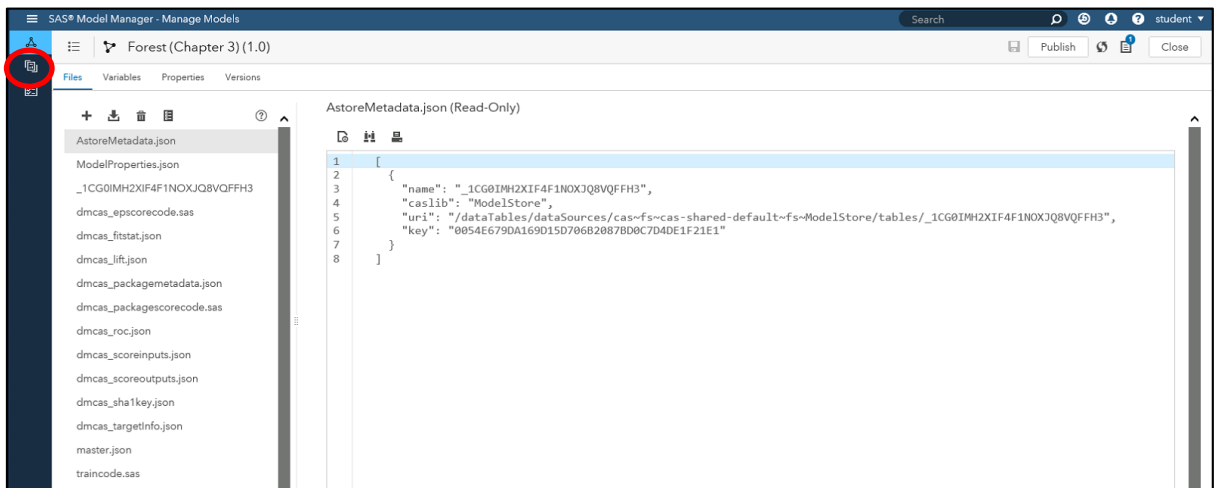 SAS® Model Manager - Manage Models
Search
student
Forest (Chapter 3) (1.0)
Publish
1
Close
Files Variables Properties Versions
AstoreMetadata.json
ModelProperties.json
_1CG0IMH2XIF4F1NOXJQ8VQFFH3
dmcas_epscorecode.sas
dmcas_fitstat.json
dmcas_lift.json
dmcas_packagemetadata.json
dmcas_packagescorecode.sas
dmcas_roc.json
dmcas_scoreinputs.json
dmcas_scoreoutputs.json
dmcas_sha1key.json
dmcas_targetInfo.json
master.json
traincode.sas
AstoreMetadata.json (Read-Only)
1 [
2 {
3 "name": "_1CG0IMH2XIF4F1NOXJQ8VQFFH3",
4 "caslib": "ModelStore",
5 "uri": "/dataTables/dataSources/cas~fs~cas-shared-default~fs~ModelStore/tables/_1CG0IMH2XIF4F1NOXJQ8VQFFH3",
6 "key": "0054E679DA169D15D706B2087BD0C7D4DE1F21E1"
7 }
8 ]